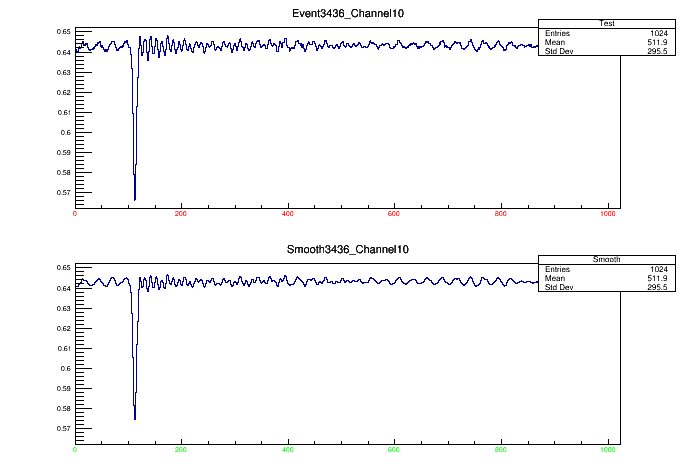 Event3436_Channel10
Test
Entries 1024
Mean 511.9
Std Dev 295.5
0.65
0.64
0.63
0.62
0.61
0.6
0.59
0.58
0.57
0 200 400 600 800 1000
Smooth3436_Channel10
Smooth
Entries 1024
Mean 511.9
Std Dev 295.5
0.65
0.64
0.63
0.62
0.61
0.6
0.59
0.58
0.57
0 200 400 600 800 1000